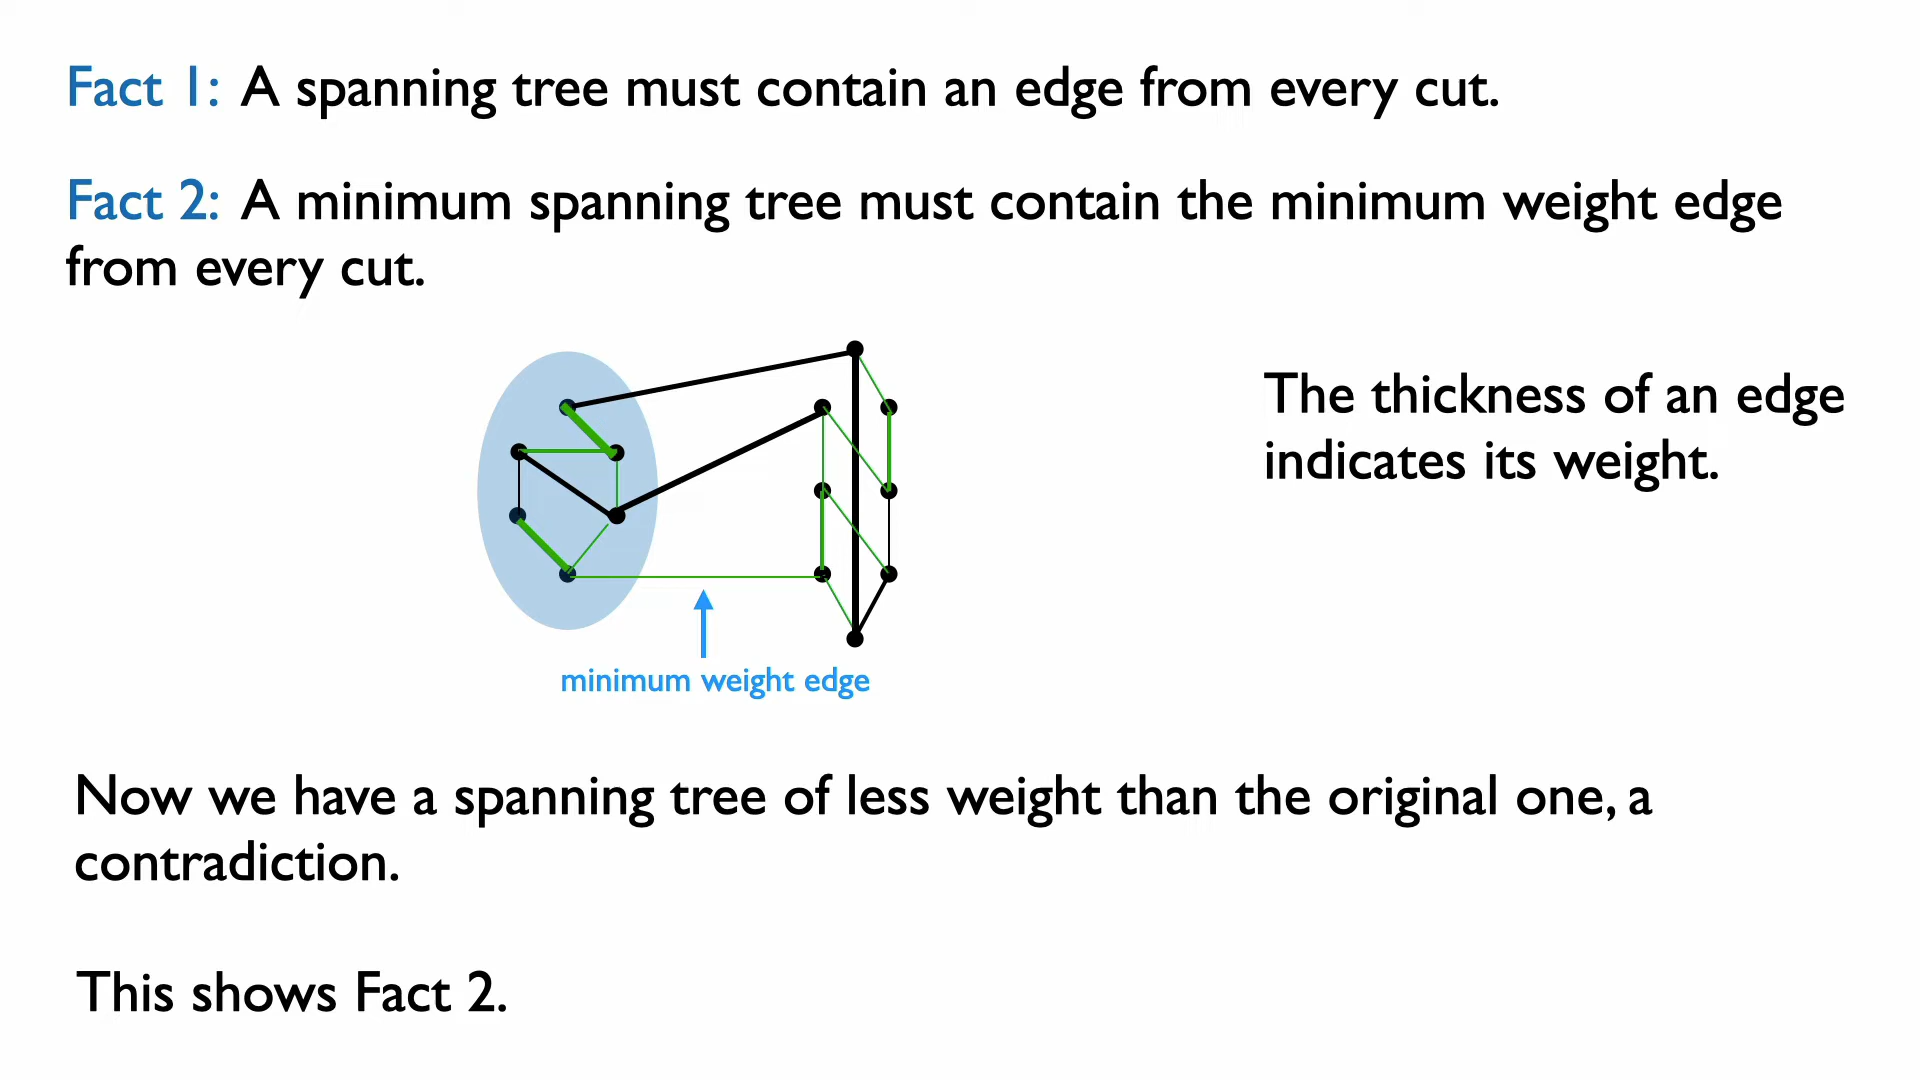 Fact 1: A spanning tree must contain an edge from every cut.
Fact 2: A minimum spanning tree must contain the minimum weight edge
from every cut.
The thickness of an edge
indicates its weight.
minimum weight edge
Now we have a spanning tree of less weight than the original one, a
contradiction.
This shows Fact 2.